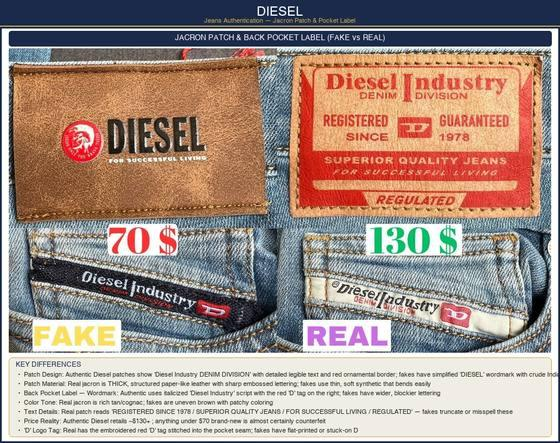 DIESEL
Jeans Authentication — Jacron Patch & Pocket Label
JACRON PATCH & BACK POCKET LABEL (FAKE vs REAL)
DIESEL
FOR SUCCESSFUL LIVING
Diesel Industry
DENIM DIVISION
REGISTERED D GUARANTEED
SINCE 1978
SUPERIOR QUALITY JEANS
FOR SUCCESSFUL LIVING
REGULATED
70 $
130 $
Diesel Industry D
DENIM DIVISION
©Diesel Industry D
DENIM DIVISION
FAKE
REAL
KEY DIFFERENCES
• Patch Design: Authentic Diesel patches show 'Diesel Industry DENIM DIVISION' with detailed legible text and red ornamental border; fakes have simplified 'DIESEL' wordmark with crude Indi
• Patch Material: Real jacron is THICK, structured paper-like leather with sharp embossed lettering; fakes use thin, soft synthetic that bends easily
• Back Pocket Label — Wordmark: Authentic uses italicized 'Diesel Industry' script with the red 'D' tag on the right; fakes have wider, blockier lettering
• Color Tone: Real jacron is rich tan/cognac; fakes are uneven brown with patchy coloring
• Text Details: Real patch reads 'REGISTERED SINCE 1978 / SUPERIOR QUALITY JEANS / FOR SUCCESSFUL LIVING / REGULATED' — fakes truncate or misspell these
• Price Reality: Authentic Diesel retails ~$130+ ; anything under $70 brand-new is almost certainly counterfeit
• 'D' Logo Tag: Real has the embroidered red 'D' tag stitched into the pocket seam; fakes have flat-printed or stuck-on D